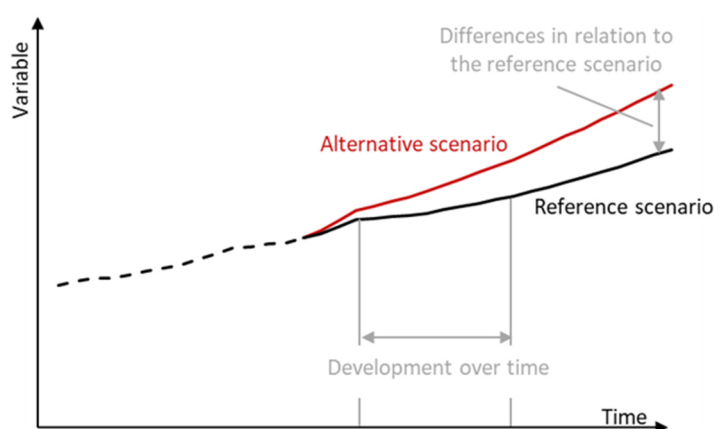 Variable
Differences in relation to
the reference scenario
Alternative scenario
Reference scenario
Development over time
Time